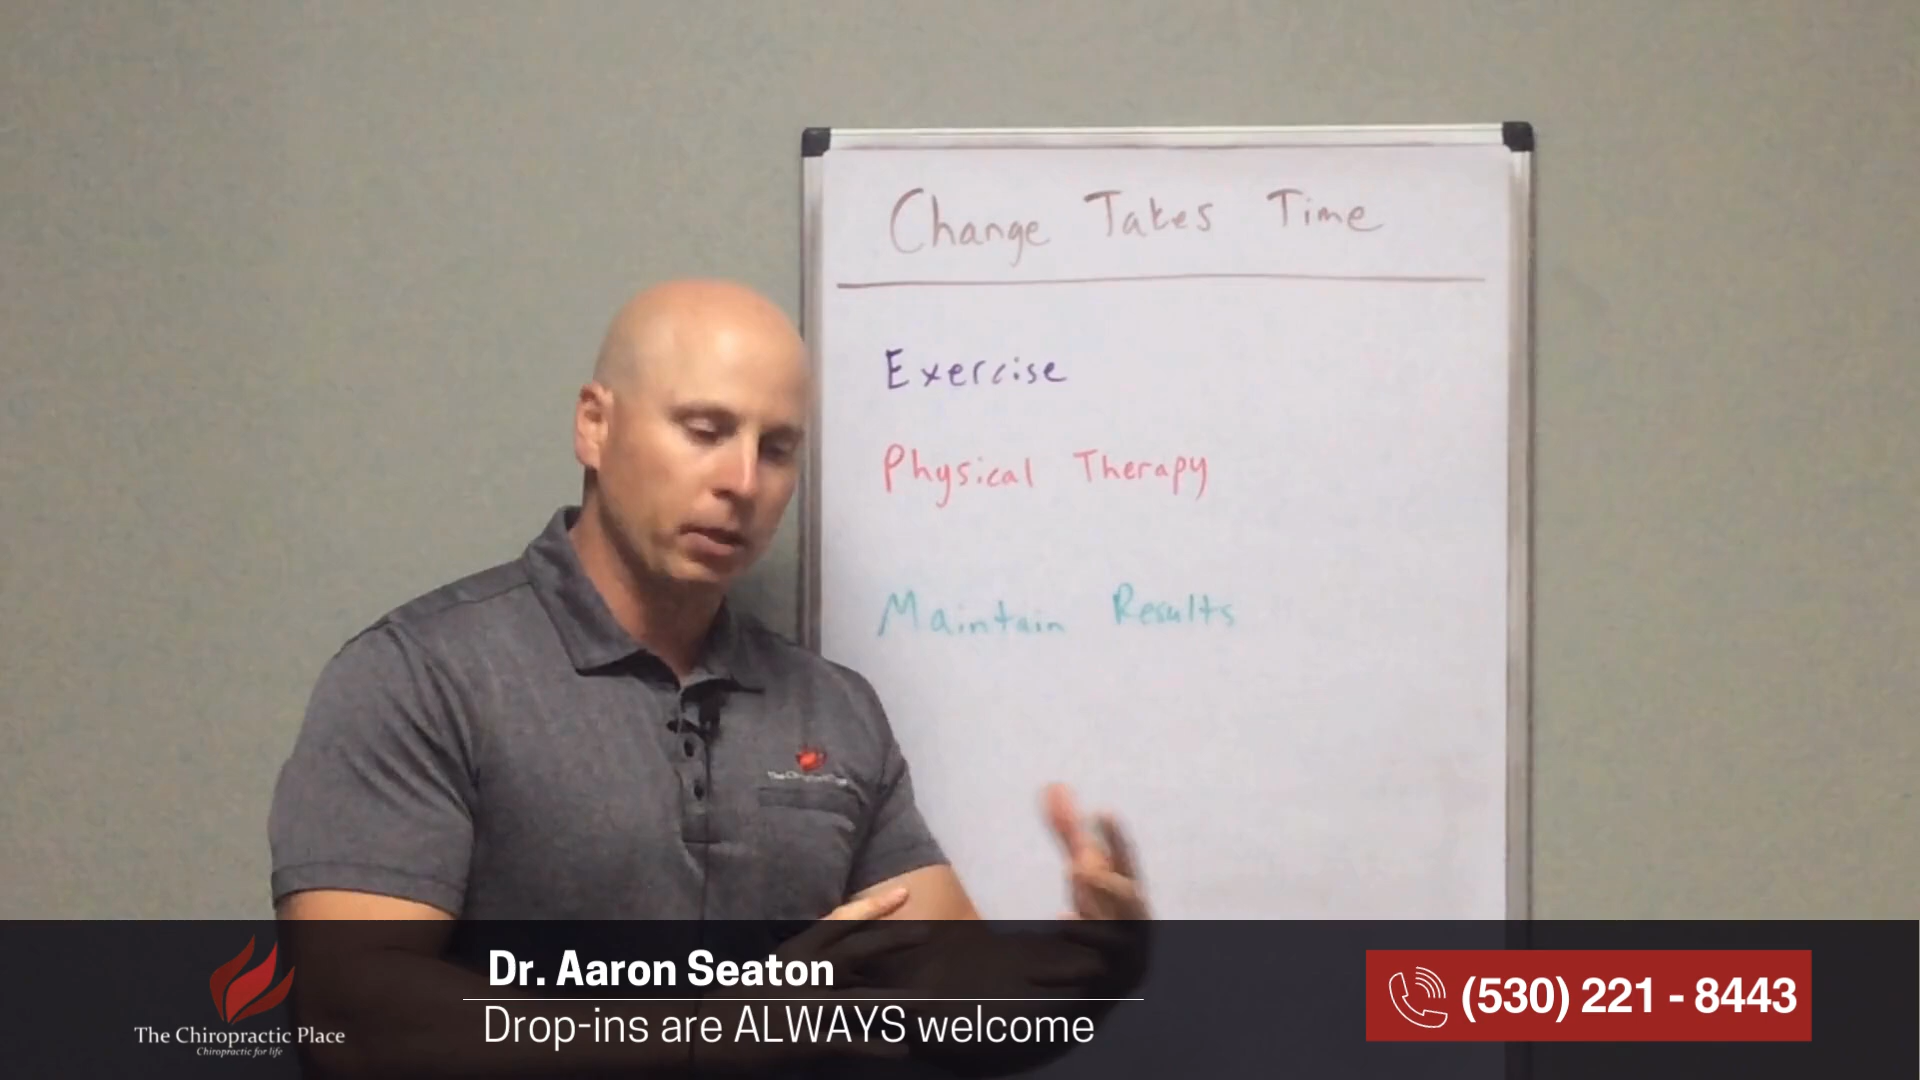 Change Takes Time
Exercise
Physical Therapy
Maintain Results
Dr. Aaron Seaton
Drop-ins are ALWAYS welcome
The Chiropractic Place
Chiropractic for life
(530) 221 - 8443